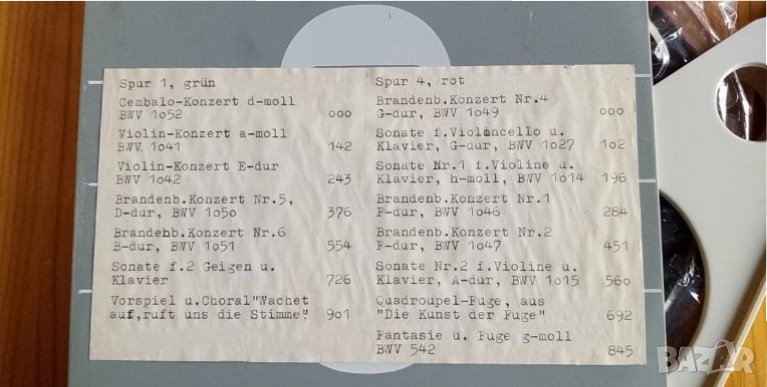 Spur 1, grün
Cembalo-Konzert d-moll
BWV 1o52 ooo
Violin-Konzert a-moll
BWV 1o41 142
Violin-Konzert E-dur
BWV 1o42 243
Brandenb.Konzert Nr.5,
D-dur, BWV 1o5o 376
Brandenb.Konzert Nr.6
B-dur, BWV 1o51 554
Sonate f.2 Geigen u.
Klavier 726
Vorspiel u.Choral"Wachet
auf,ruft uns die Stimme" 9o1
Spur 4, rot
Brandenb.Konzert Nr.4
G-dur, BWV 1o49 ooo
Sonate f.Violoncello u.
Klavier, G-dur, BWV 1o27 1o2
Sonate Nr.1 f.Violine u.
Klavier, h-moll, BWV 1o14 196
Brandenb.Konzert Nr.1
F-dur, BWV 1o46 284
Brandenb.Konzert Nr.2
F-dur, BWV 1o47 451
Sonate Nr.2 f.Violine u.
Klavier, A-dur, BWV 1o15 56o
Quadroupel-Fuge, aus
"Die Kunst der Fuge" 692
Fantasie u. Fuge g-moll
BWV 542 845
BAZAR